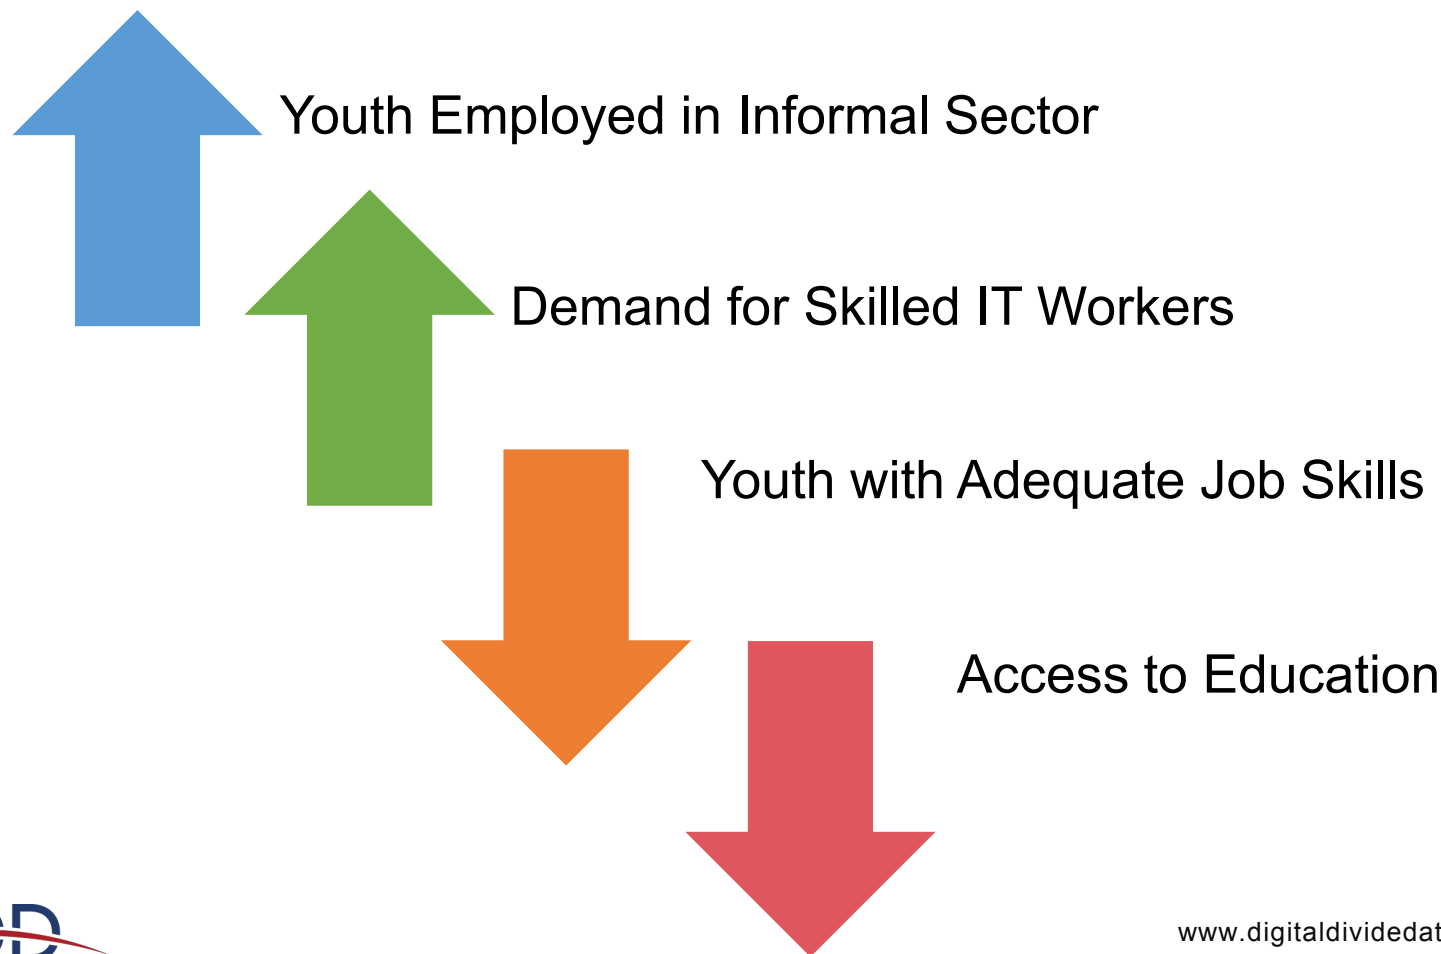 Youth Employed in Informal Sector
Demand for Skilled IT Workers
Youth with Adequate Job Skills
Access to Education
www.digitaldividedat